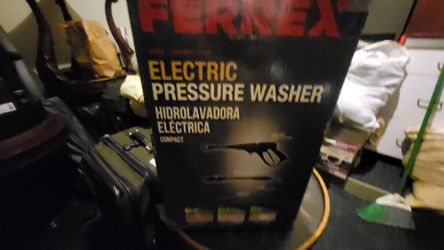 FERREX
ELECTRIC
PRESSURE WASHER
HIDROLAVADORA
ELÉCTRICA
COMPACT